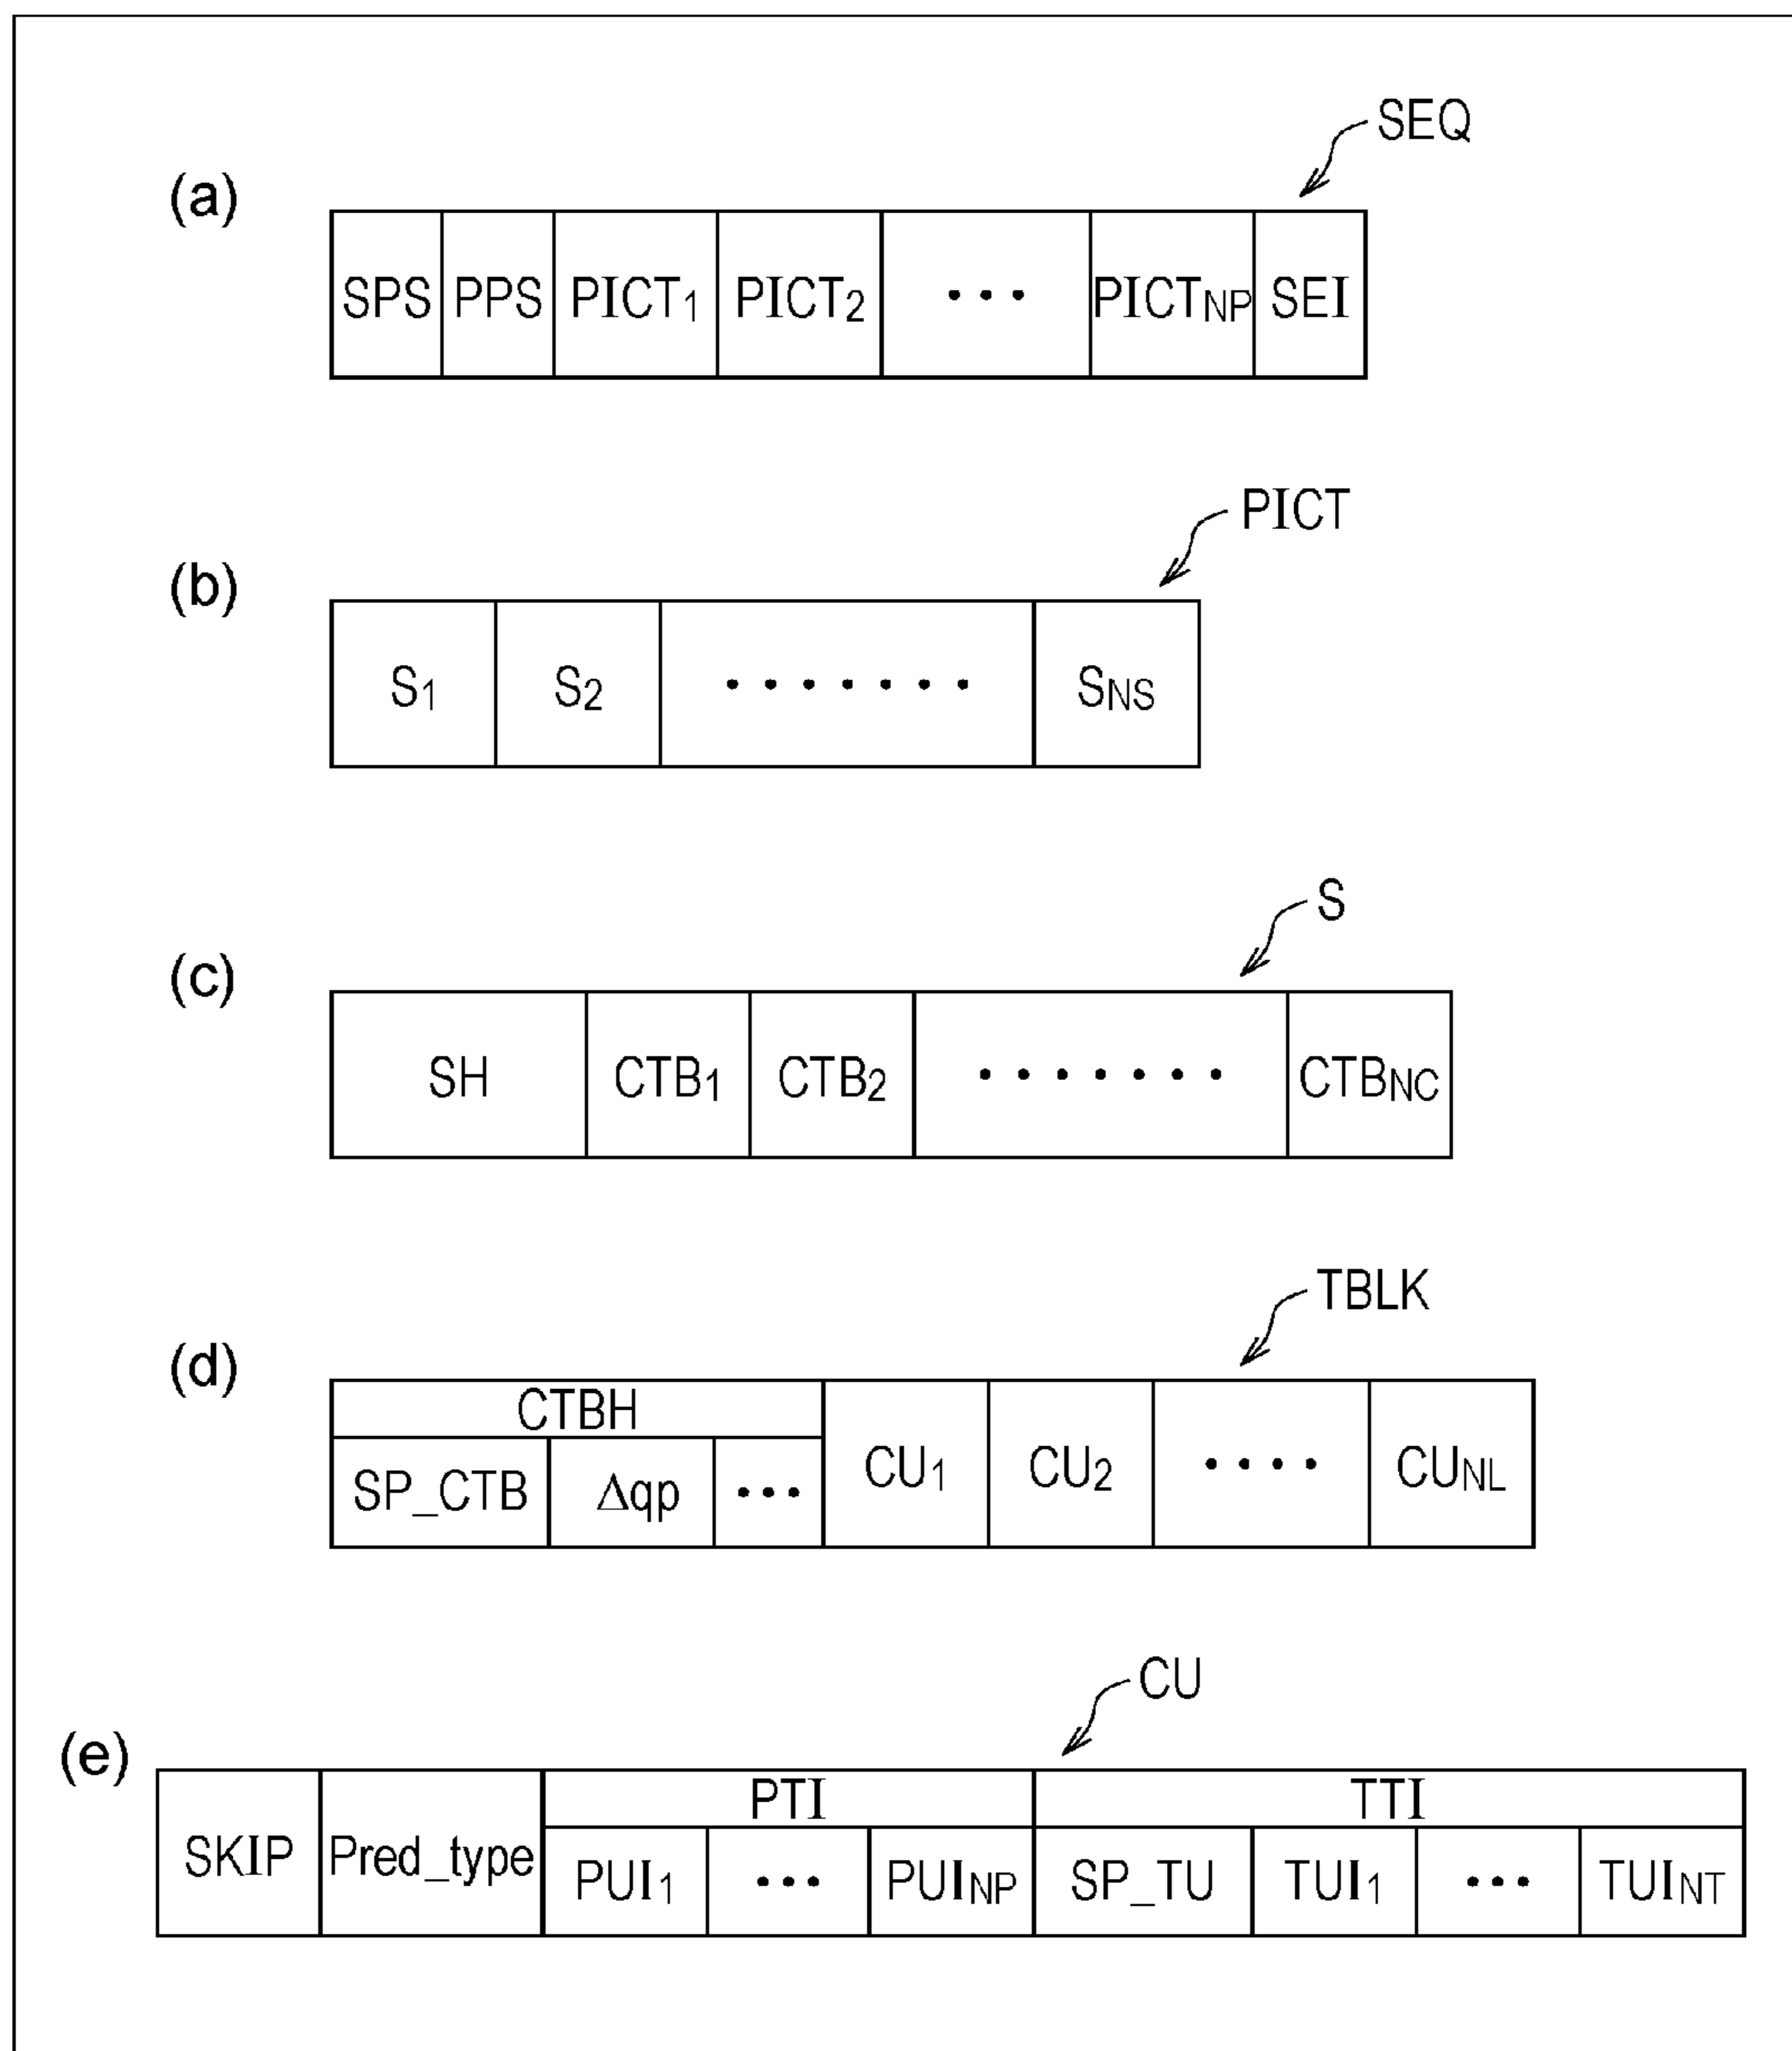 SEQ
(a)
SPS PPS PICT1 PICT2 ••• PICTNP SEI
PICT
(b)
S1 S2 ••••••• SNS
S
(c)
SH CTB1 CTB2 ••••••• CTBNC
TBLK
(d)
CTBH
SP_CTB Δqp ••• CU1 CU2 •••• CUNL
CU
(e)
PTI TTI
SKIP Pred_type PUI1 ••• PUINP SP_TU TUI1 ••• TUINT